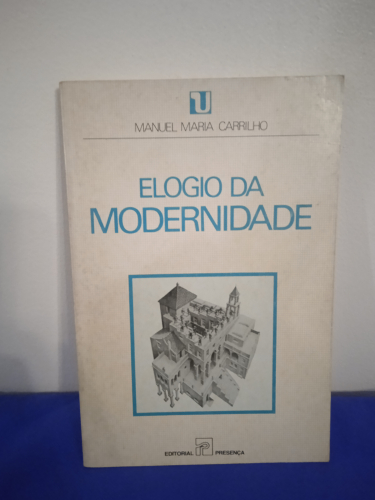 U
MANUEL MARIA CARRILHO
ELOGIO DA
MODERNIDADE
EDITORIAL PRESENÇA